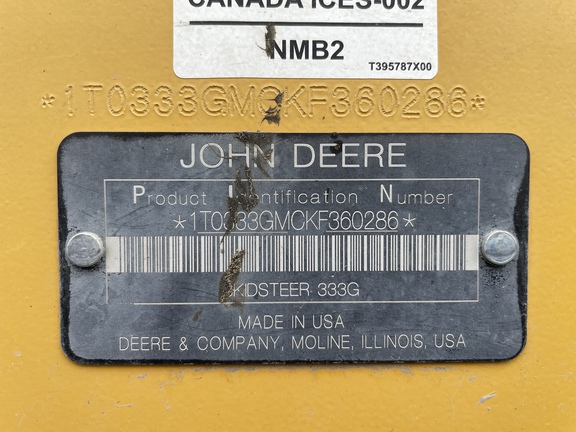 CANADA ICES-002
NMB2
T395787X00
*1T0333GMCKF360286*
JOHN DEERE
Product Identification Number
*1T0333GMCKF360286*
SKIDSTEER 333G
MADE IN USA
DEERE & COMPANY, MOLINE, ILLINOIS, USA